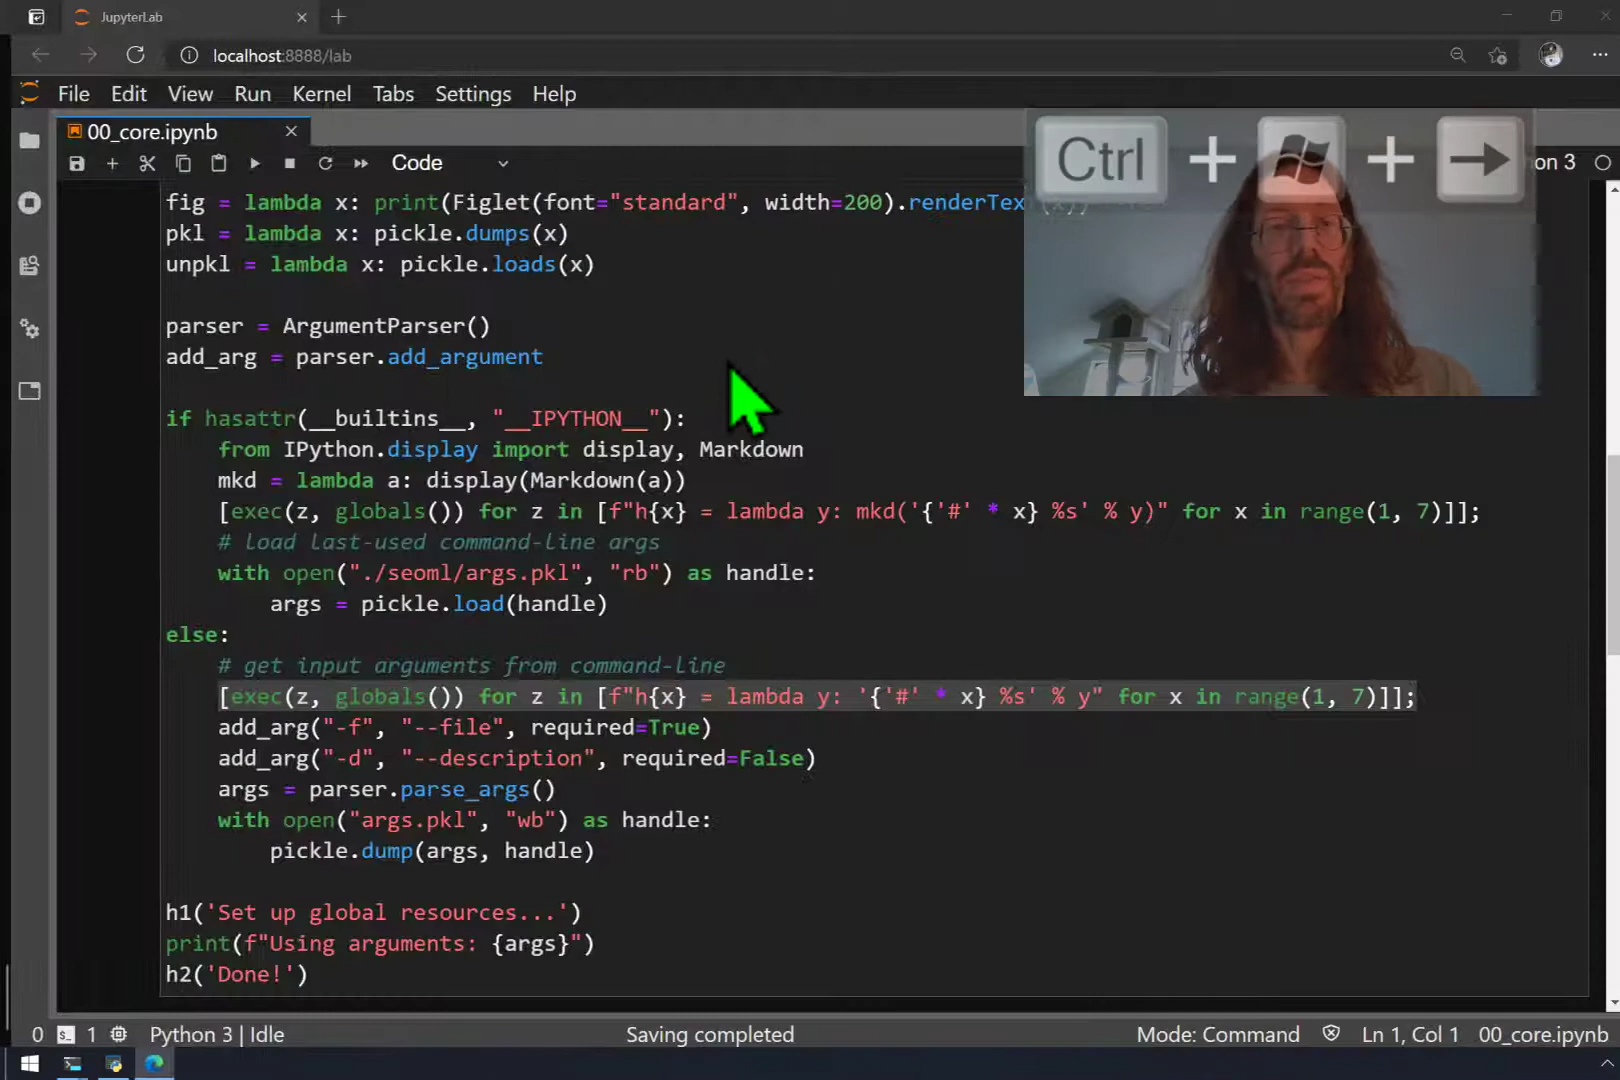 JupyterLab
localhost:8888/lab
File Edit View Run Kernel Tabs Settings Help
00_core.ipynb
Code
Ctrl + +
on 3
fig = lambda x: print(Figlet(font="standard", width=200).renderTex
pkl = lambda x: pickle.dumps(x)
unpkl = lambda x: pickle.loads(x)
parser = ArgumentParser()
add_arg = parser.add_argument
if hasattr(__builtins__, "__IPYTHON__"):
from IPython.display import display, Markdown
mkd = lambda a: display(Markdown(a))
[exec(z, globals()) for z in [f"h{x} = lambda y: mkd('{'#' * x} %s' % y)" for x in range(1, 7)]];
# Load last-used command-line args
with open("./seoml/args.pkl", "rb") as handle:
args = pickle.load(handle)
else:
# get input arguments from command-line
[exec(z, globals()) for z in [f"h{x} = lambda y: '{'#' * x} %s' % y" for x in range(1, 7)]];
add_arg("-f", "--file", required=True)
add_arg("-d", "--description", required=False)
args = parser.parse_args()
with open("args.pkl", "wb") as handle:
pickle.dump(args, handle)
h1('Set up global resources...')
print(f"Using arguments: {args}")
h2('Done!')
0 1 Python 3 | Idle Saving completed Mode: Command Ln 1, Col 1 00_core.ipynb